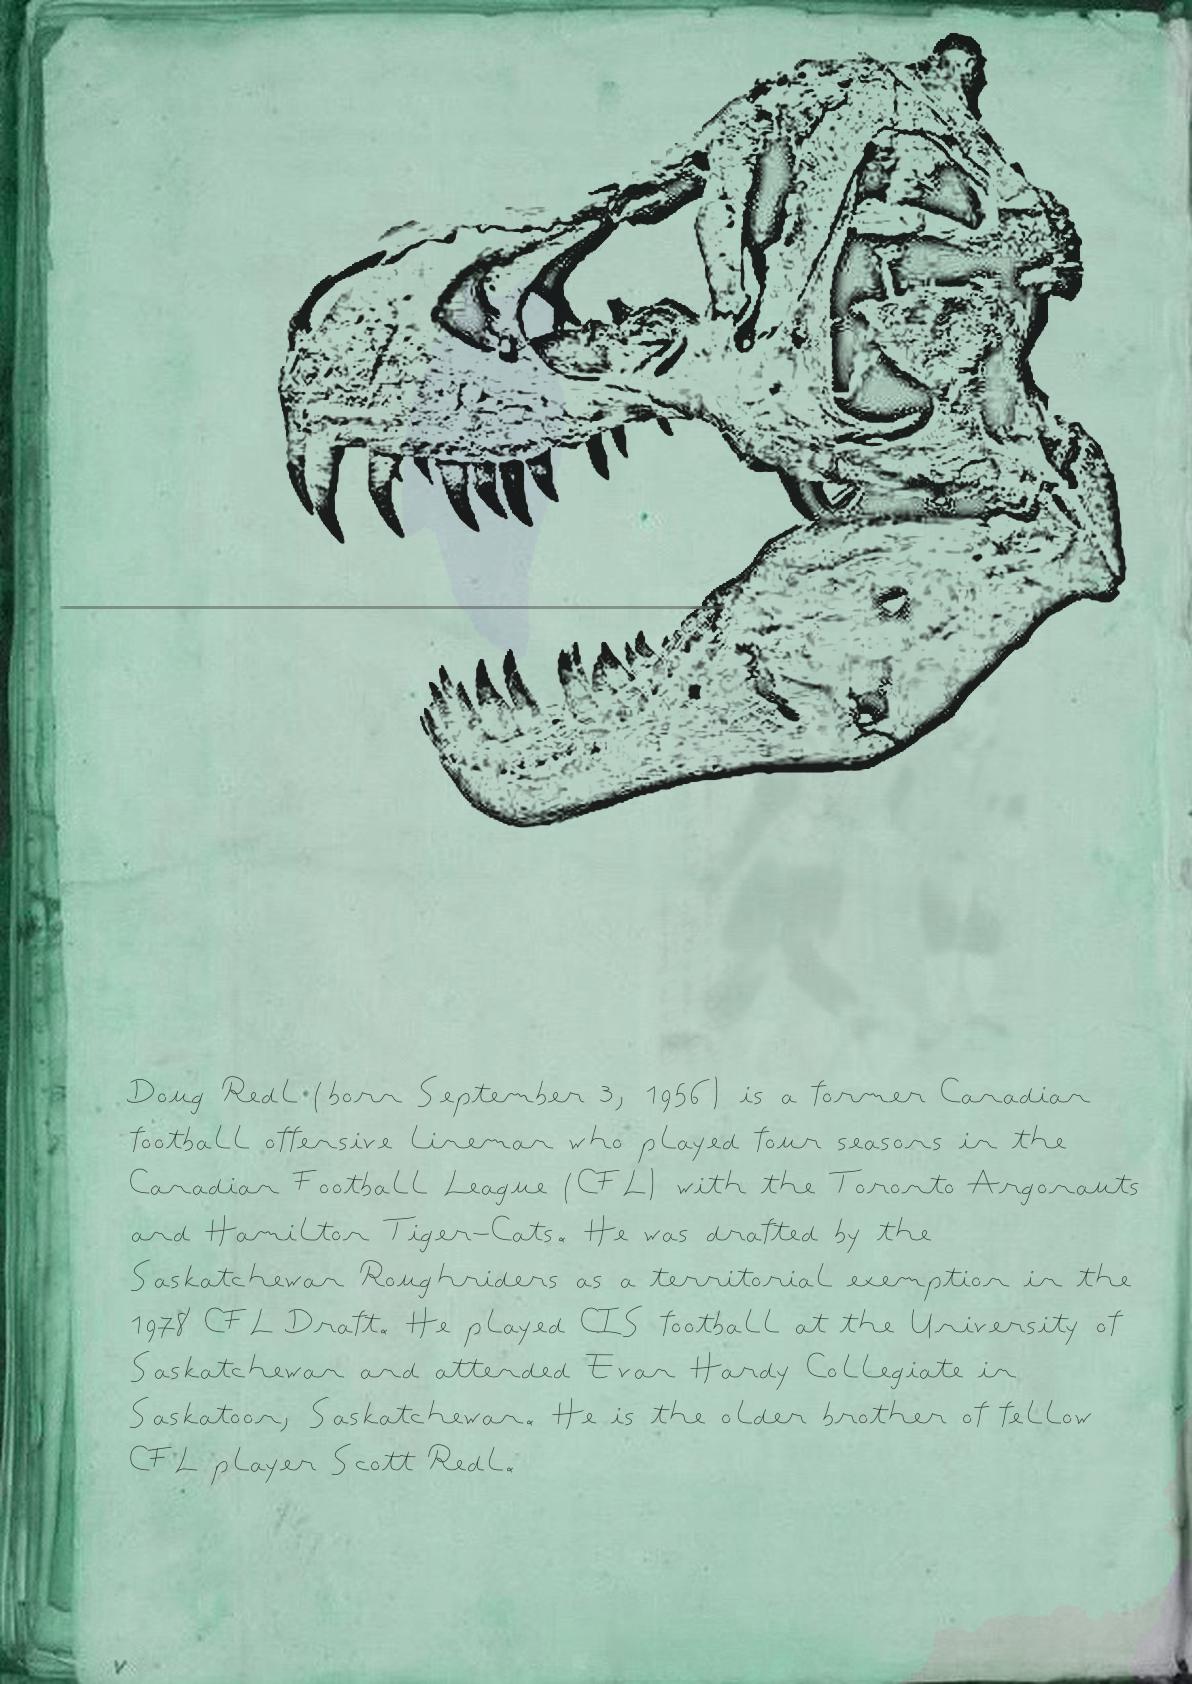 Doug Redl (born September 3, 1956) is a former Canadian
football offensive lineman who played four seasons in the
Canadian Football League (CFL) with the Toronto Argonauts
and Hamilton Tiger-Cats. He was drafted by the
Saskatchewan Roughriders as a territorial exemption in the
1978 CFL Draft. He played CIS football at the University of
Saskatchewan and attended Evan Hardy Collegiate in
Saskatoon, Saskatchewan. He is the older brother of fellow
CFL player Scott Redl.